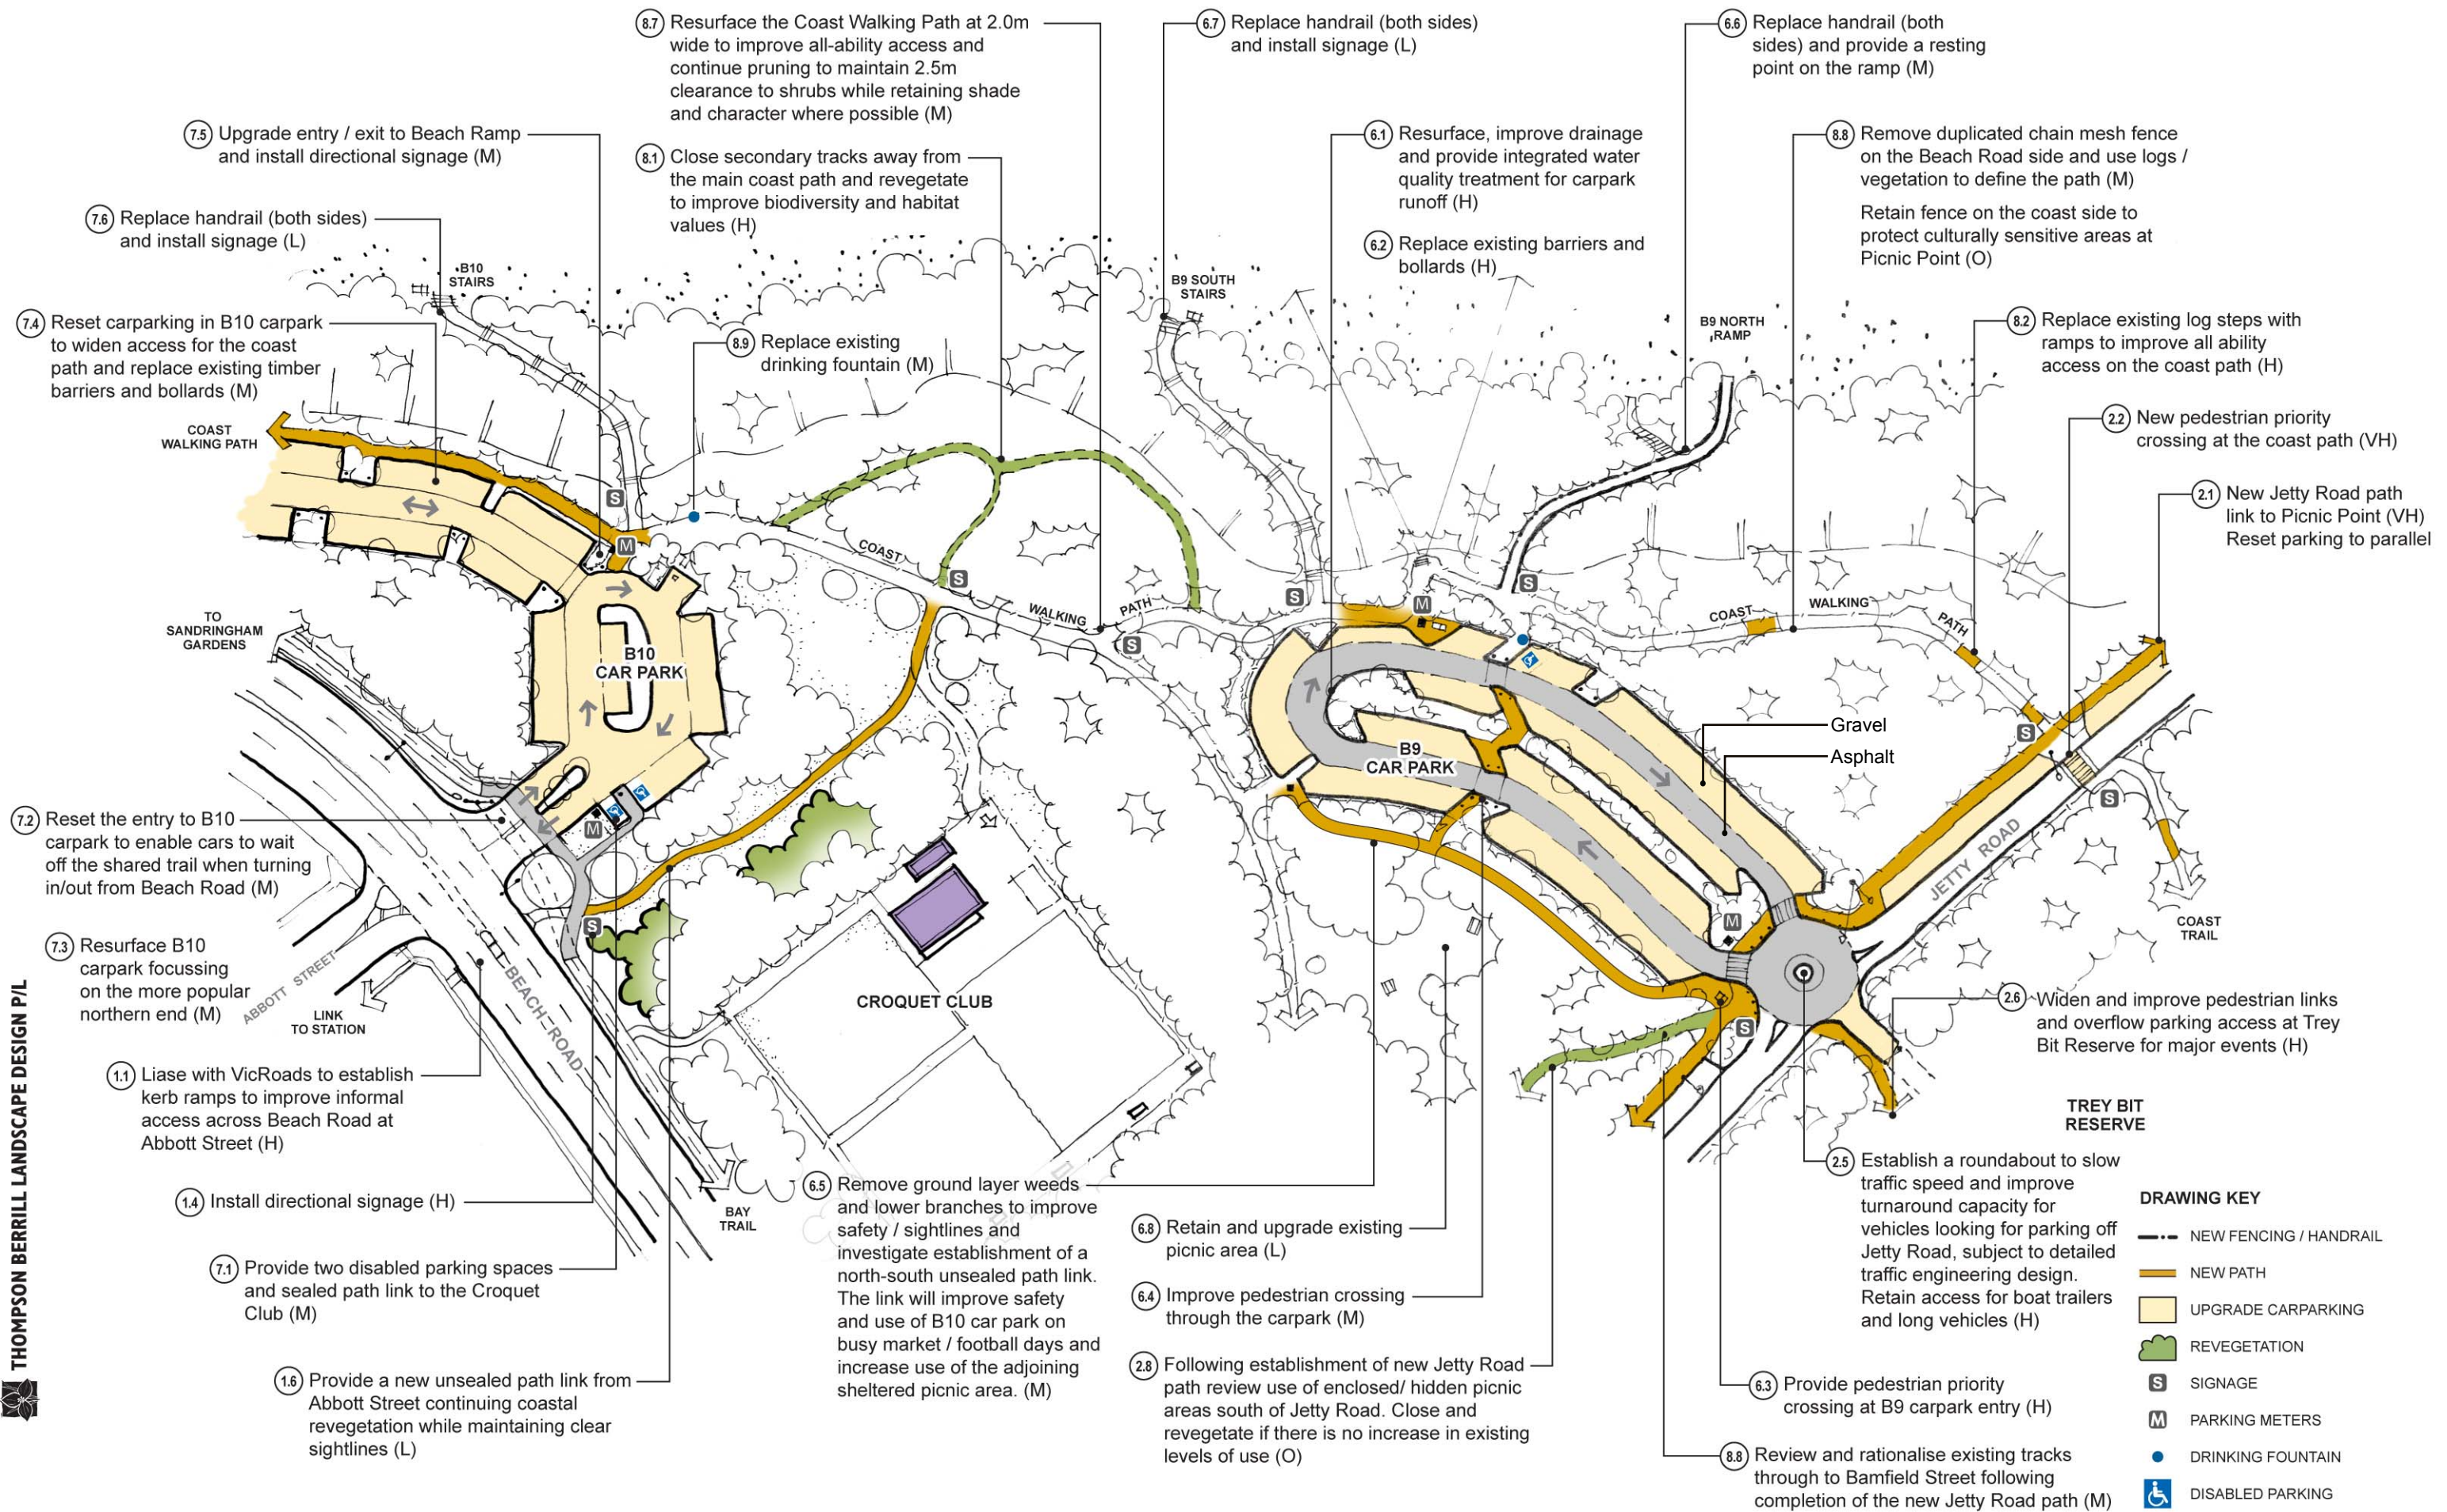 8.7 Resurface the Coast Walking Path at 2.0m
wide to improve all-ability access and
continue pruning to maintain 2.5m
clearance to shrubs while retaining shade
and character where possible (M)
6.7 Replace handrail (both sides)
and install signage (L)
6.6 Replace handrail (both
sides) and provide a resting
point on the ramp (M)
7.5 Upgrade entry / exit to Beach Ramp
and install directional signage (M)
8.1 Close secondary tracks away from
the main coast path and revegetate
to improve biodiversity and habitat
values (H)
6.1 Resurface, improve drainage
and provide integrated water
quality treatment for carpark
runoff (H)
6.2 Replace existing barriers and
bollards (H)
8.8 Remove duplicated chain mesh fence
on the Beach Road side and use logs /
vegetation to define the path (M)
Retain fence on the coast side to
protect culturally sensitive areas at
Picnic Point (O)
7.6 Replace handrail (both sides)
and install signage (L)
B10
STAIRS
B9 SOUTH
STAIRS
B9 NORTH
RAMP
7.4 Reset carparking in B10 carpark
to widen access for the coast
path and replace existing timber
barriers and bollards (M)
8.9 Replace existing
drinking fountain (M)
8.2 Replace existing log steps with
ramps to improve all ability
access on the coast path (H)
2.2 New pedestrian priority
crossing at the coast path (VH)
2.1 New Jetty Road path
link to Picnic Point (VH)
Reset parking to parallel
COAST
WALKING PATH
S
M
COAST
WALKING
PATH
S
S
S
M
S
COAST
WALKING
PATH
TO
SANDRINGHAM
GARDENS
B10
CAR PARK
B9
CAR PARK
Gravel
Asphalt
S
S
JETTY ROAD
COAST
TRAIL
7.2 Reset the entry to B10
carpark to enable cars to wait
off the shared trail when turning
in/out from Beach Road (M)
M
S
M
S
7.3 Resurface B10
carpark focussing
on the more popular
northern end (M)
ABBOTT STREET
LINK
TO STATION
BEACH ROAD
CROQUET CLUB
2.6 Widen and improve pedestrian links
and overflow parking access at Trey
Bit Reserve for major events (H)
1.1 Liase with VicRoads to establish
kerb ramps to improve informal
access across Beach Road at
Abbott Street (H)
TREY BIT
RESERVE
1.4 Install directional signage (H)
BAY
TRAIL
7.1 Provide two disabled parking spaces
and sealed path link to the Croquet
Club (M)
1.6 Provide a new unsealed path link from
Abbott Street continuing coastal
revegetation while maintaining clear
sightlines (L)
6.5 Remove ground layer weeds
and lower branches to improve
safety / sightlines and
investigate establishment of a
north-south unsealed path link.
The link will improve safety
and use of B10 car park on
busy market / football days and
increase use of the adjoining
sheltered picnic area. (M)
6.8 Retain and upgrade existing
picnic area (L)
6.4 Improve pedestrian crossing
through the carpark (M)
2.8 Following establishment of new Jetty Road
path review use of enclosed/ hidden picnic
areas south of Jetty Road. Close and
revegetate if there is no increase in existing
levels of use (O)
2.5 Establish a roundabout to slow
traffic speed and improve
turnaround capacity for
vehicles looking for parking off
Jetty Road, subject to detailed
traffic engineering design.
Retain access for boat trailers
and long vehicles (H)
6.3 Provide pedestrian priority
crossing at B9 carpark entry (H)
8.8 Review and rationalise existing tracks
through to Bamfield Street following
completion of the new Jetty Road path (M)
DRAWING KEY
NEW FENCING / HANDRAIL
NEW PATH
UPGRADE CARPARKING
REVEGETATION
S SIGNAGE
M PARKING METERS
DRINKING FOUNTAIN
DISABLED PARKING
THOMPSON BERRILL LANDSCAPE DESIGN P/L